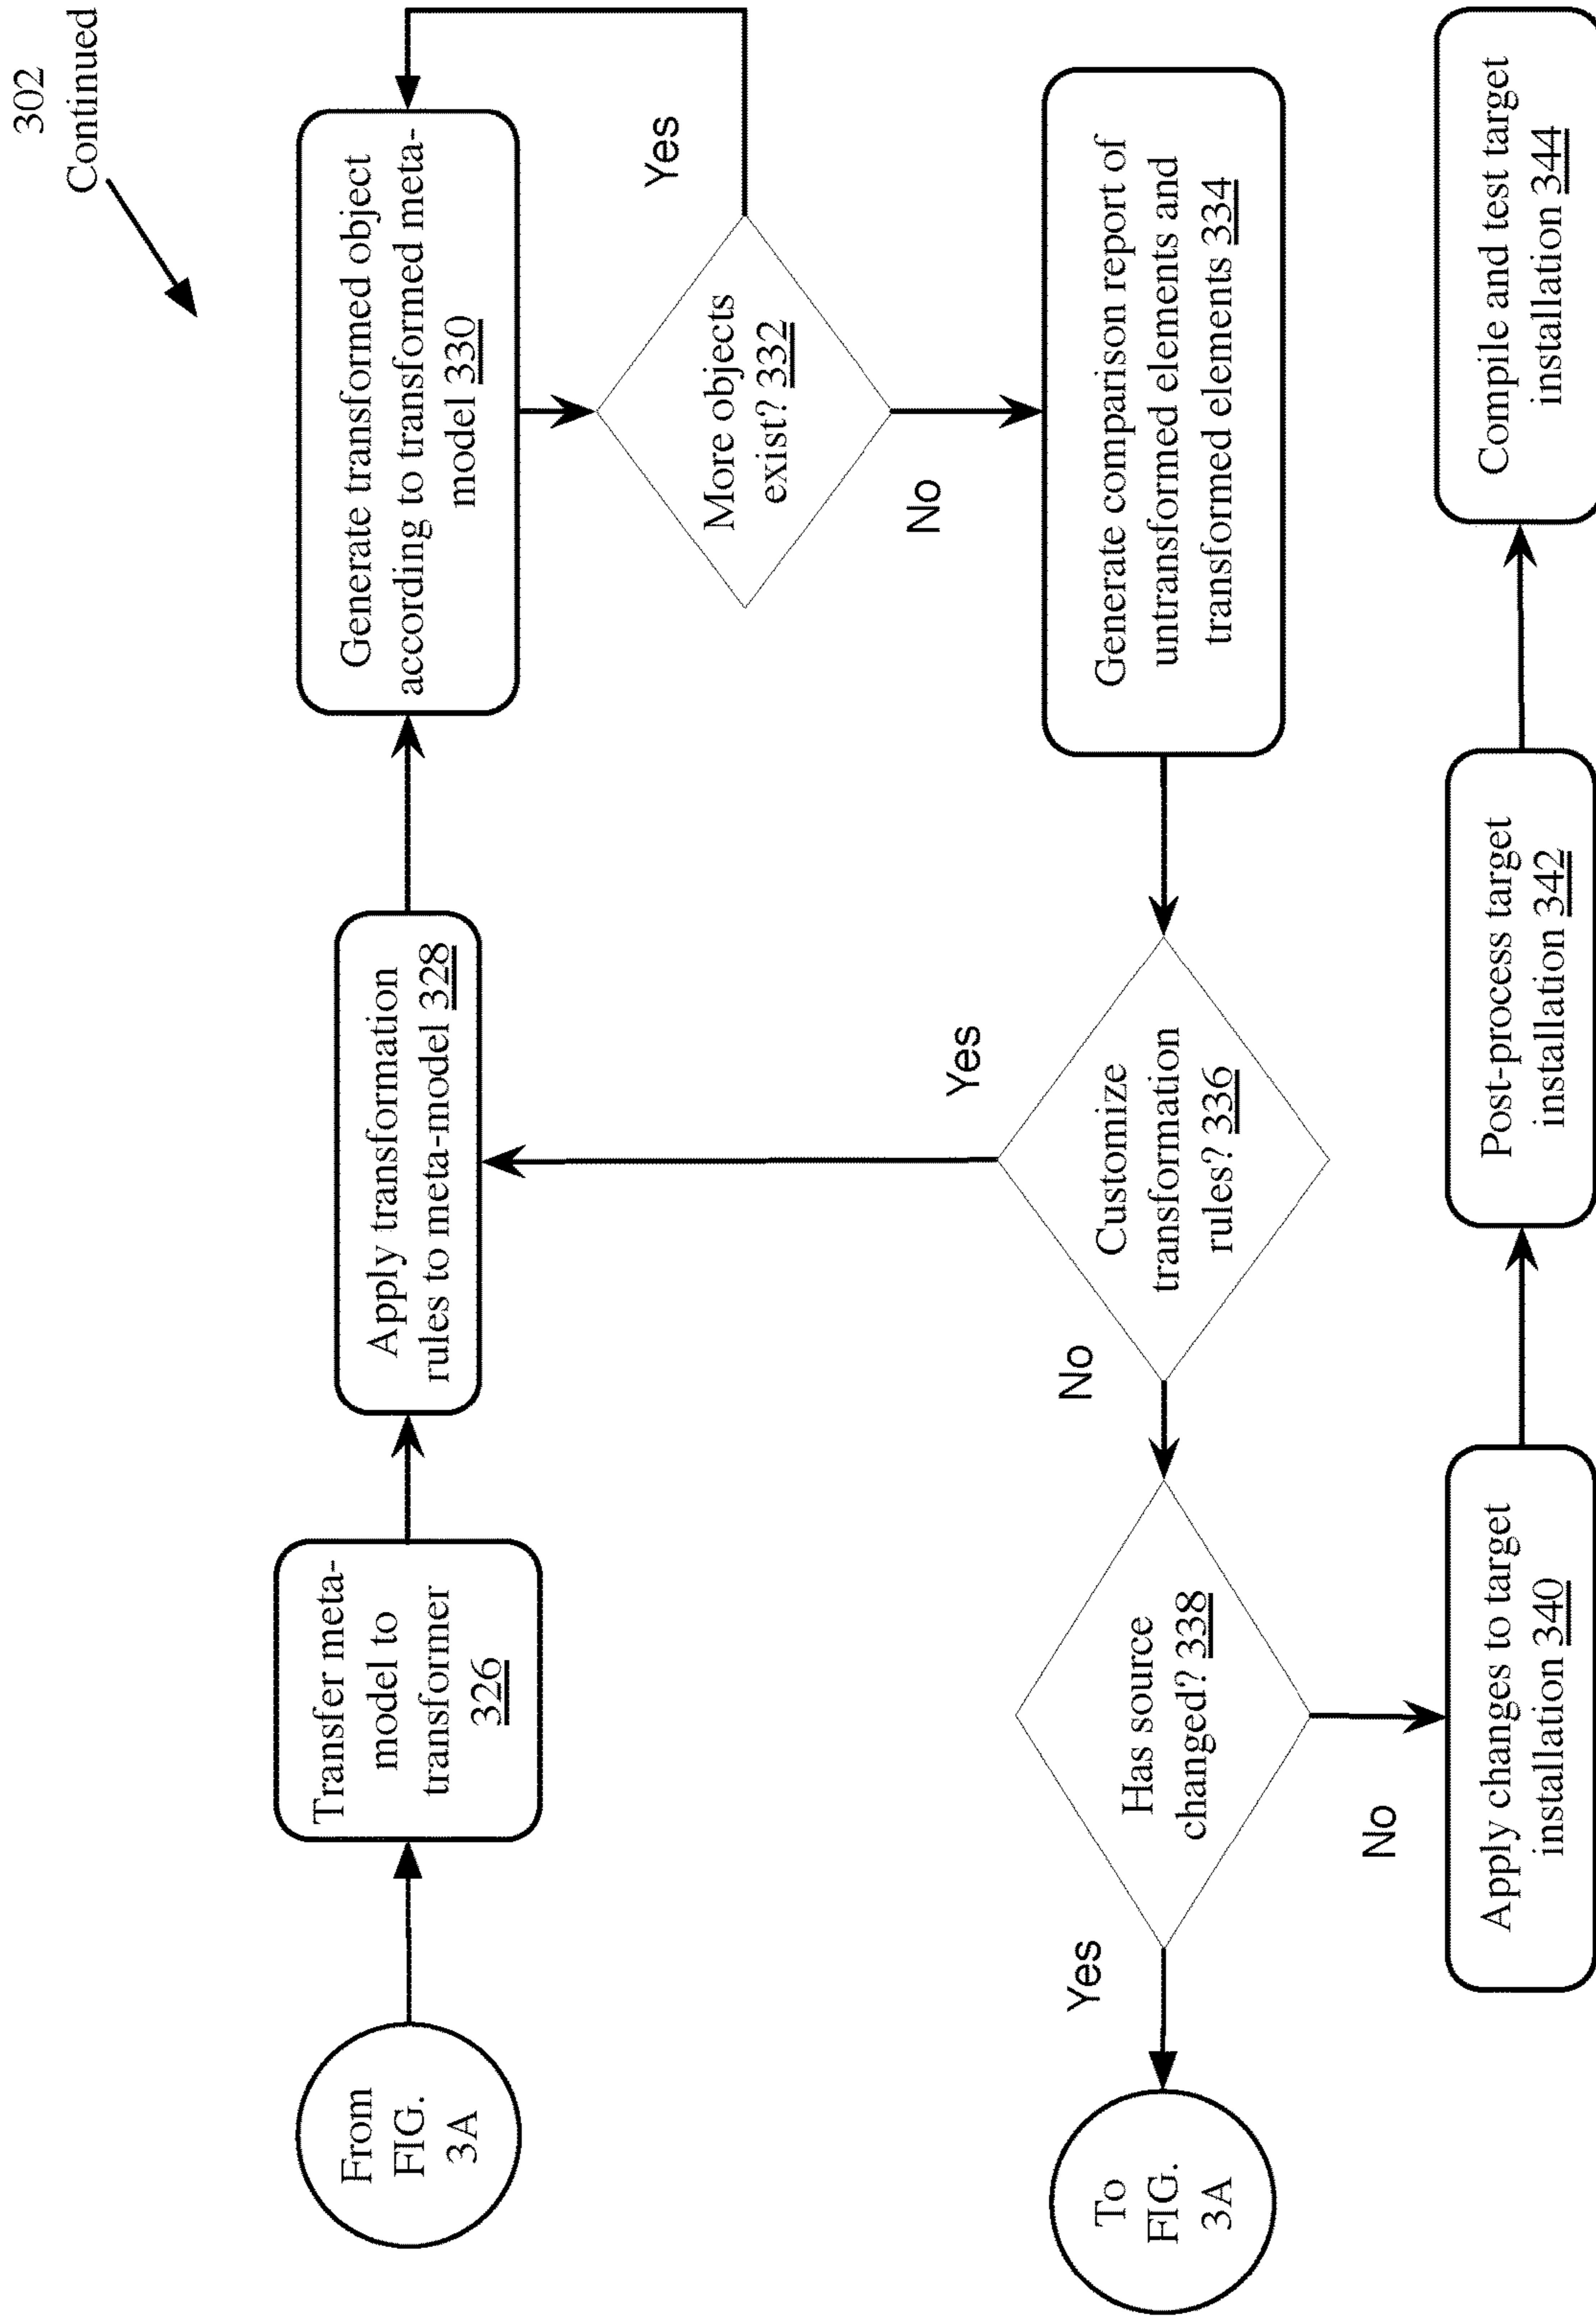 302
Continued
From
FIG.
3A
Transfer meta-
model to
transformer
326
Apply transformation
rules to meta-model 328
Generate transformed object
according to transformed meta-
model 330
More objects
exist? 332
Yes
No
Generate comparison report of
untransformed elements and
transformed elements 334
Customize
transformation
rules? 336
Yes
No
Has source
changed? 338
Yes
No
To
FIG.
3A
Apply changes to target
installation 340
Post-process target
installation 342
Compile and test target
installation 344